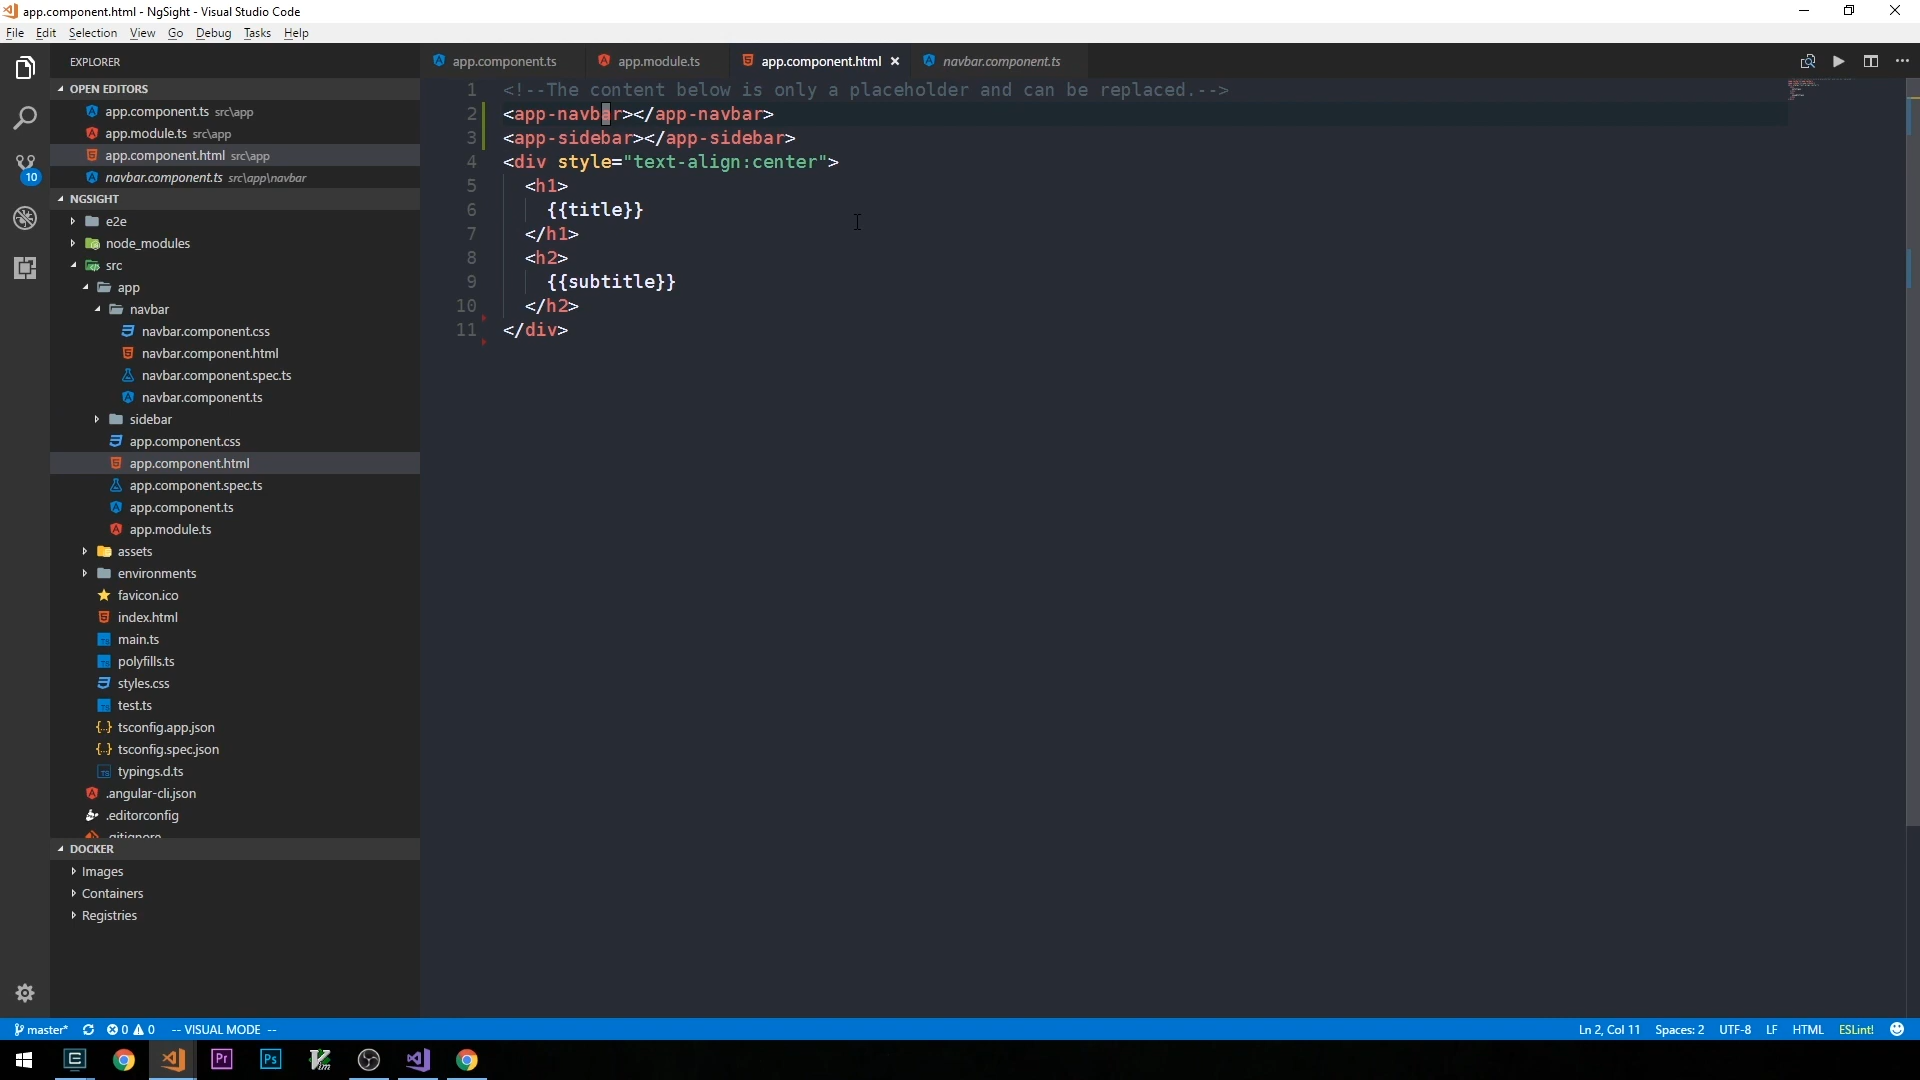 app.component.html - NgSight - Visual Studio Code
File Edit Selection View Go Debug Tasks Help
EXPLORER
OPEN EDITORS
app.component.ts src\app
app.module.ts src\app
app.component.html src\app
navbar.component.ts src\app\navbar
10
NGSIGHT
e2e
node_modules
src
app
navbar
navbar.component.css
navbar.component.html
navbar.component.spec.ts
navbar.component.ts
sidebar
app.component.css
app.component.html
app.component.spec.ts
app.component.ts
app.module.ts
assets
environments
favicon.ico
index.html
main.ts
polyfills.ts
styles.css
test.ts
tsconfig.app.json
tsconfig.spec.json
typings.d.ts
.angular-cli.json
.editorconfig
.gitignore
DOCKER
Images
Containers
Registries
app.component.ts app.module.ts app.component.html navbar.component.ts
1 <!--The content below is only a placeholder and can be replaced.-->
2 <app-navbar></app-navbar>
3 <app-sidebar></app-sidebar>
4 <div style="text-align:center">
5 <h1>
6 {{title}}
7 </h1>
8 <h2>
9 {{subtitle}}
10 </h2>
11 </div>
master* 0 0 -- VISUAL MODE -- Ln 2, Col 11 Spaces: 2 UTF-8 LF HTML ESLint!
Pr Ps Vim